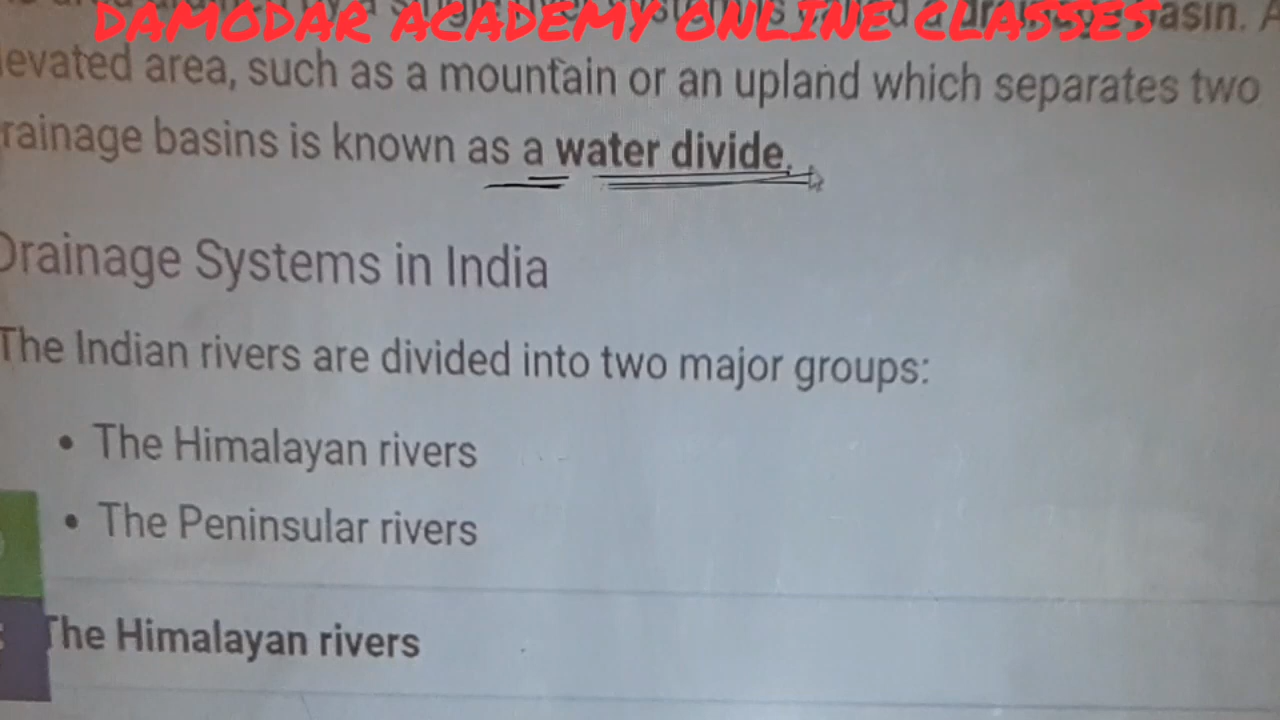 DAMODAR ACADEMY ONLINE CLASSES
basin. A
levated area, such as a mountain or an upland which separates two
rainage basins is known as a water divide.
Drainage Systems in India
The Indian rivers are divided into two major groups:
• The Himalayan rivers
• The Peninsular rivers
The Himalayan rivers